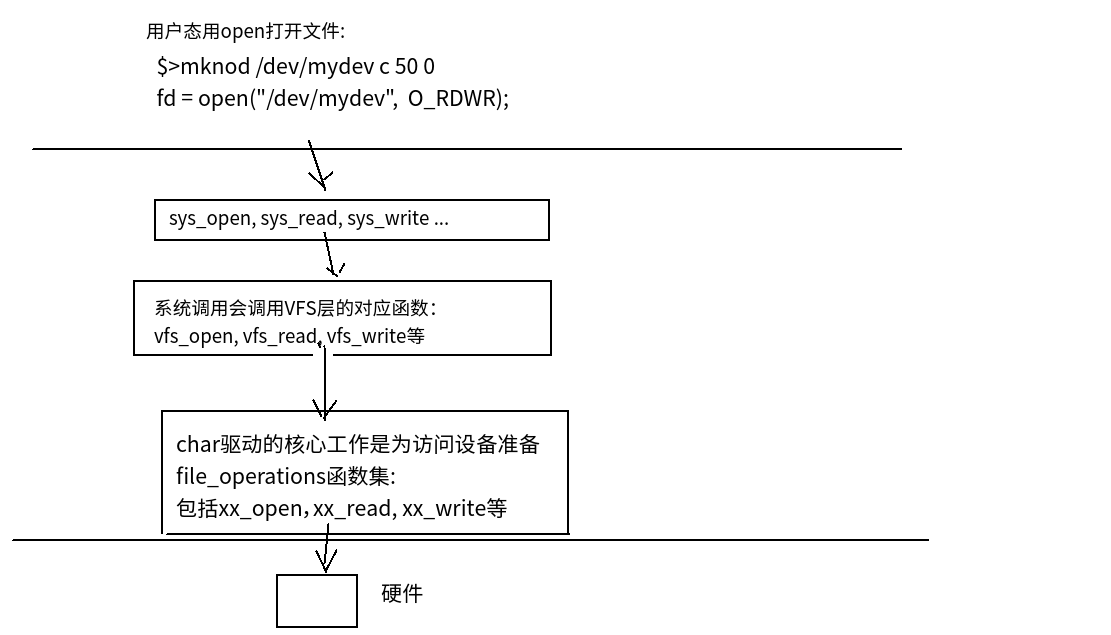 用户态用open打开文件:
$>mknod /dev/mydev c 50 0
fd = open("/dev/mydev", O_RDWR);
sys_open, sys_read, sys_write ...
系统调用会调用VFS层的对应函数：
vfs_open, vfs_read, vfs_write等
char驱动的核心工作是为访问设备准备
file_operations函数集:
包括xx_open，xx_read, xx_write等
硬件